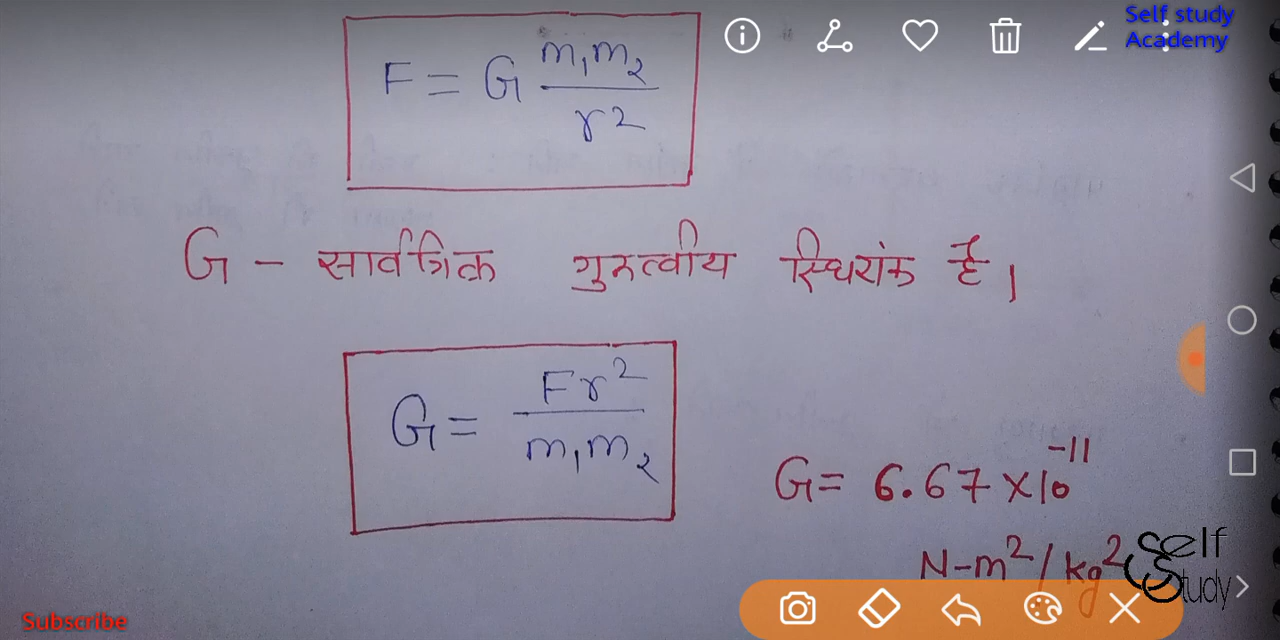 Self study
Academy
F = G m₁m₂ / r²
G – सार्वत्रिक गुरुत्वीय स्थिरांक है।
G = Fr² / m₁m₂
G = 6.67 × 10⁻¹¹
N-m² / kg²
Self
Study
Subscribe